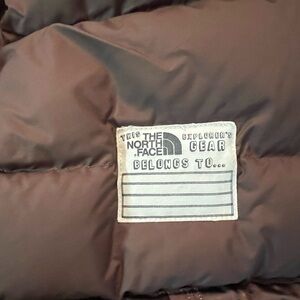 THIS THE NORTH FACE EXPLORER'S
GEAR
BELONGS TO...